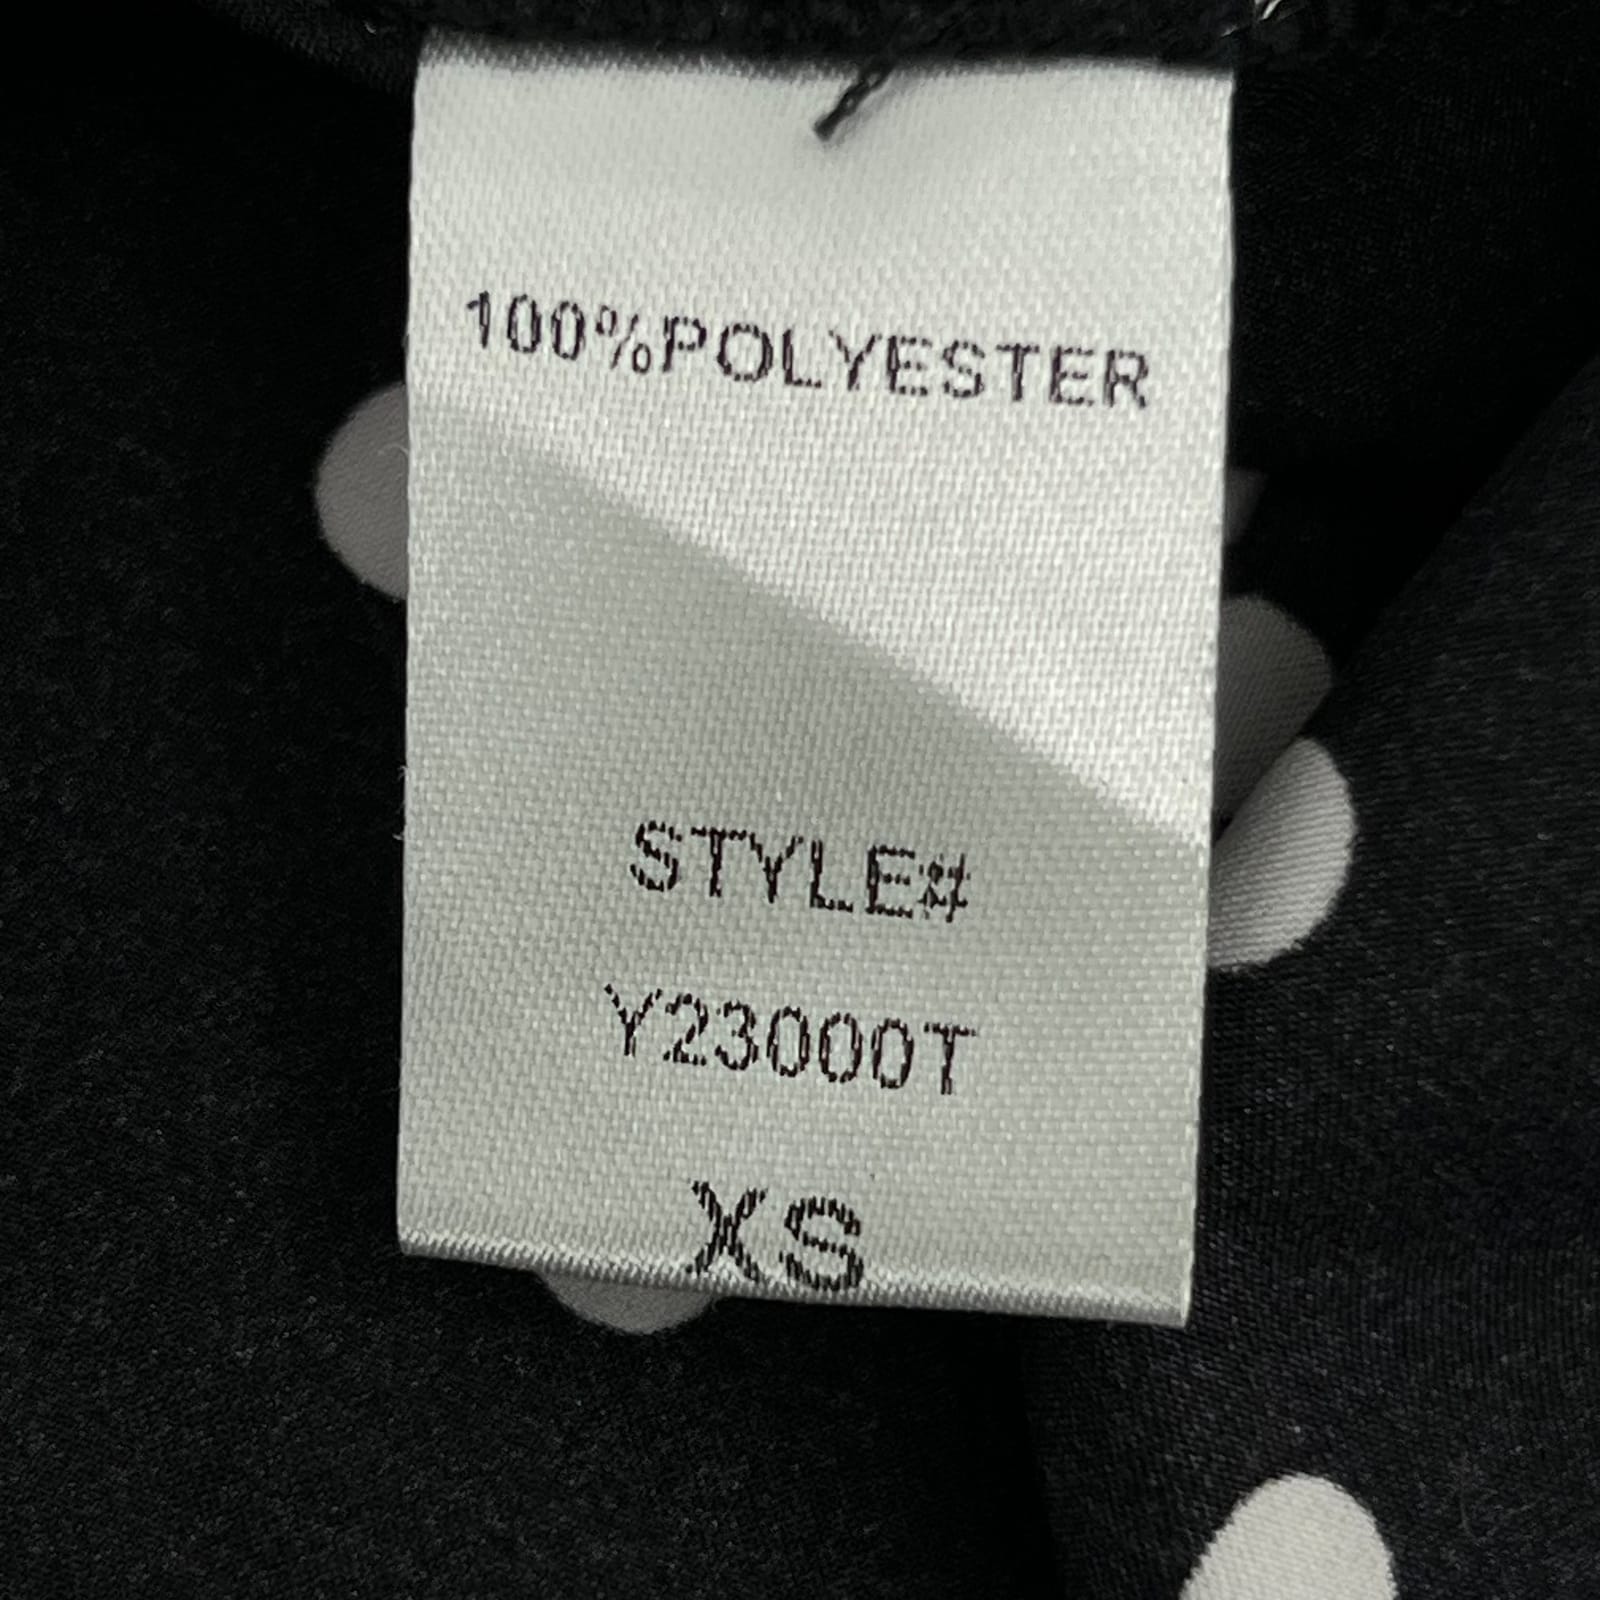 100%POLYESTER
STYLE#
Y23000T
XS